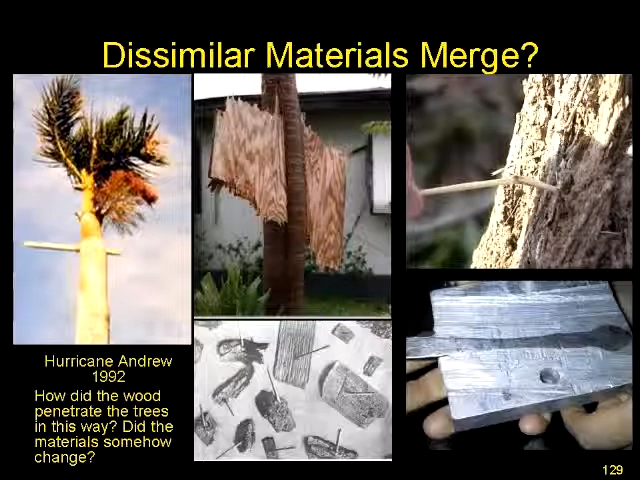 Dissimilar Materials Merge?
Hurricane Andrew
1992
How did the wood
penetrate the trees
in this way? Did the
materials somehow
change?
129